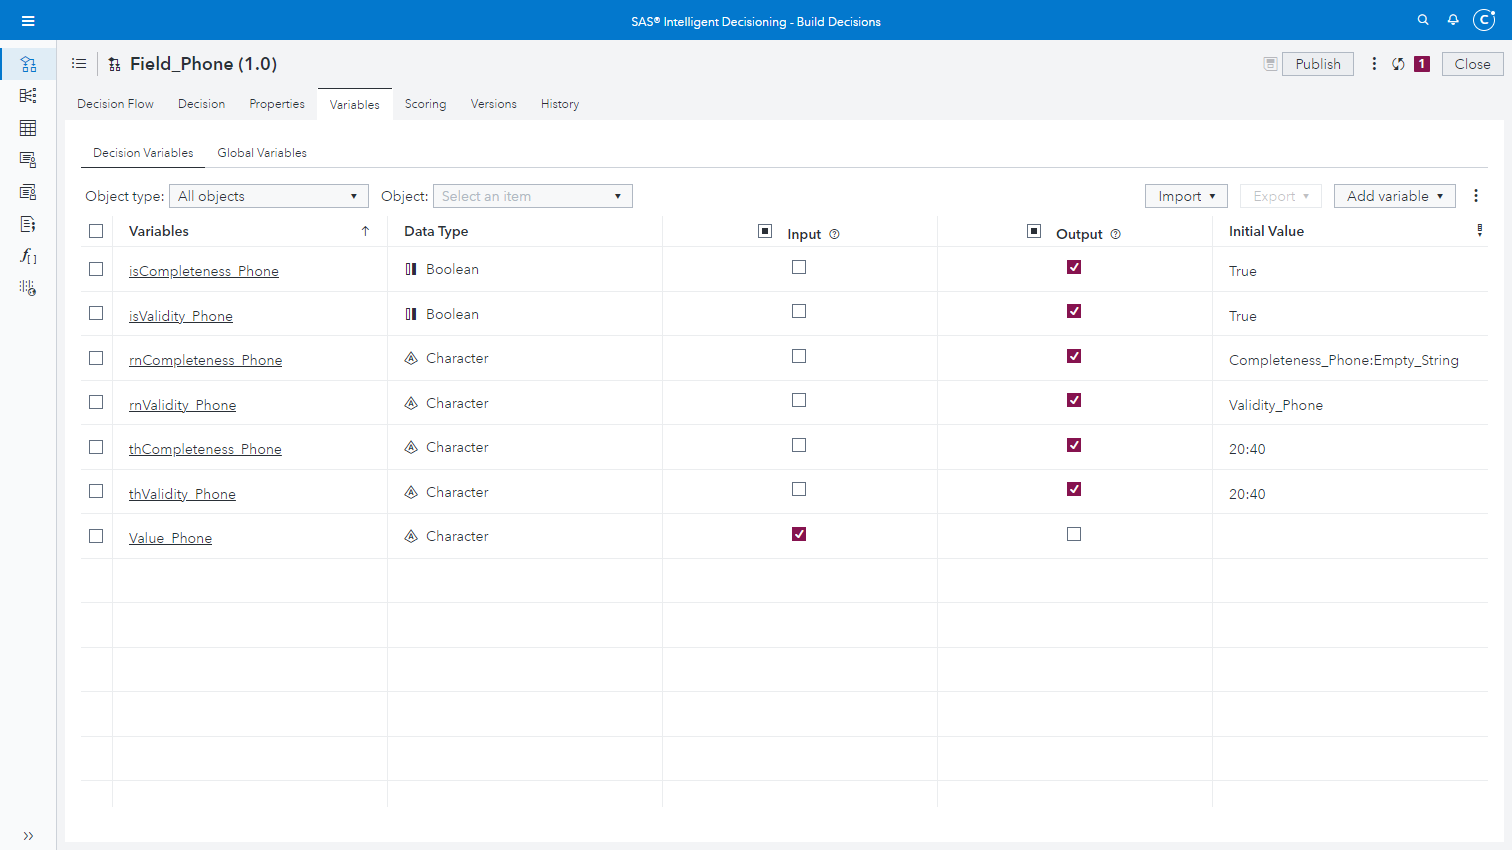 SAS® Intelligent Decisioning - Build Decisions
C
Field_Phone (1.0)
Publish
1
Close
Decision Flow Decision Properties Variables Scoring Versions History
Decision Variables Global Variables
Object type: All objects Object: Select an item Import Export Add variable
Variables Data Type Input Output Initial Value
isCompleteness_Phone Boolean True
isValidity_Phone Boolean True
rnCompleteness_Phone Character Completeness_Phone:Empty_String
rnValidity_Phone Character Validity_Phone
thCompleteness_Phone Character 20:40
thValidity_Phone Character 20:40
Value_Phone Character